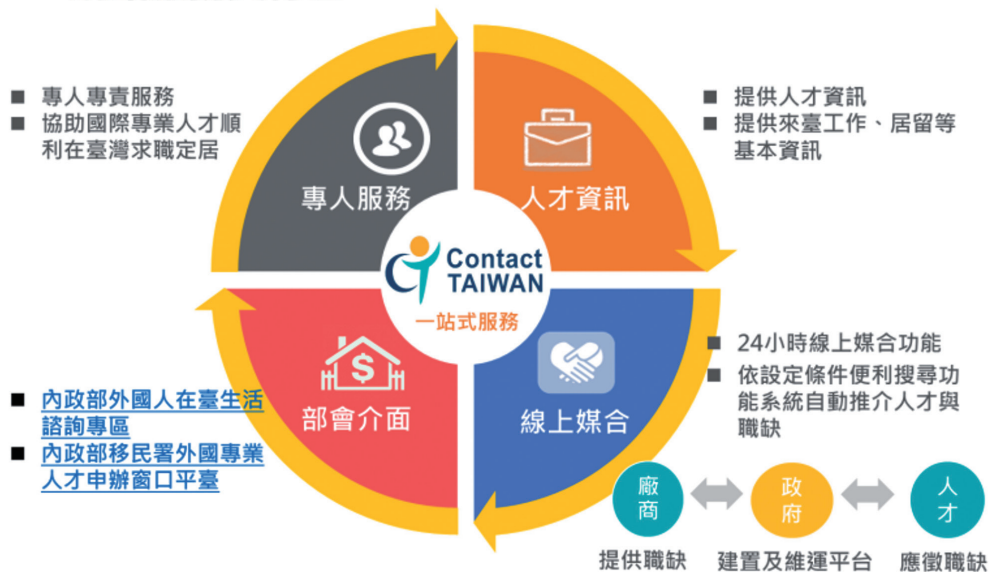 ■ 專人專責服務
■ 協助國際專業人才順
利在臺灣求職定居
專人服務
人才資訊
■ 提供人才資訊
■ 提供來臺工作、居留等
基本資訊
Contact
TAIWAN
一站式服務
■ 內政部外國人在臺生活
諮詢專區
■ 內政部移民署外國專業
人才申辦窗口平臺
$
部會介面
線上媒合
■ 24小時線上媒合功能
■ 依設定條件便利搜尋功
能系統自動推介人才與
職缺
廠商
政府
人才
提供職缺
建置及維運平台
應徵職缺